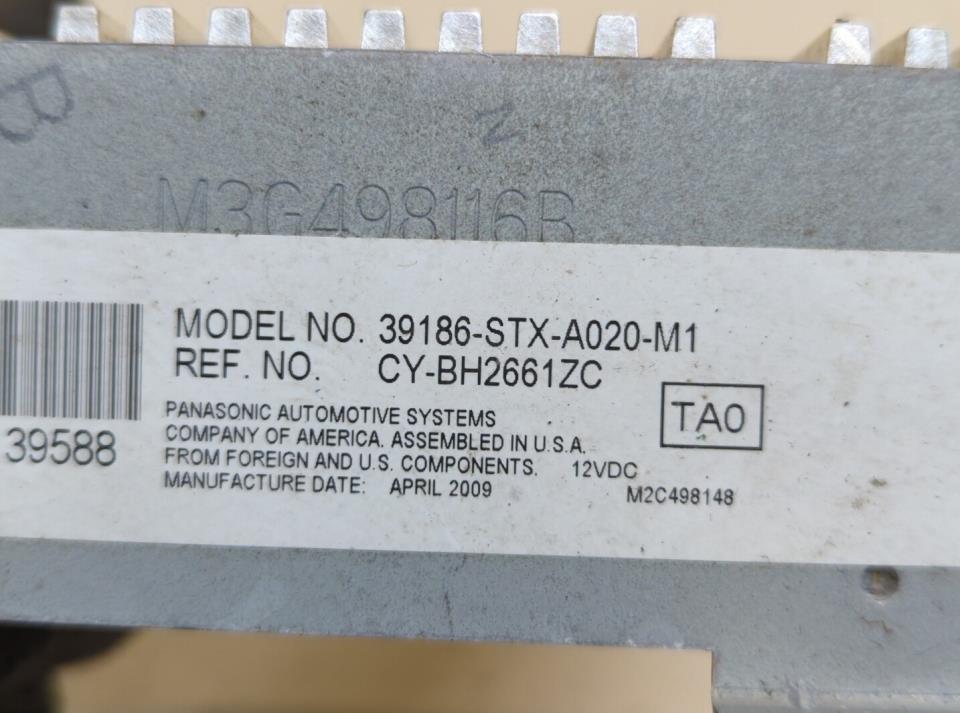 B
N
M3G498116B
MODEL NO. 39186-STX-A020-M1
REF. NO. CY-BH2661ZC
TA0
39588
PANASONIC AUTOMOTIVE SYSTEMS
COMPANY OF AMERICA. ASSEMBLED IN U.S.A.
FROM FOREIGN AND U.S. COMPONENTS. 12VDC
MANUFACTURE DATE: APRIL 2009
M2C498148